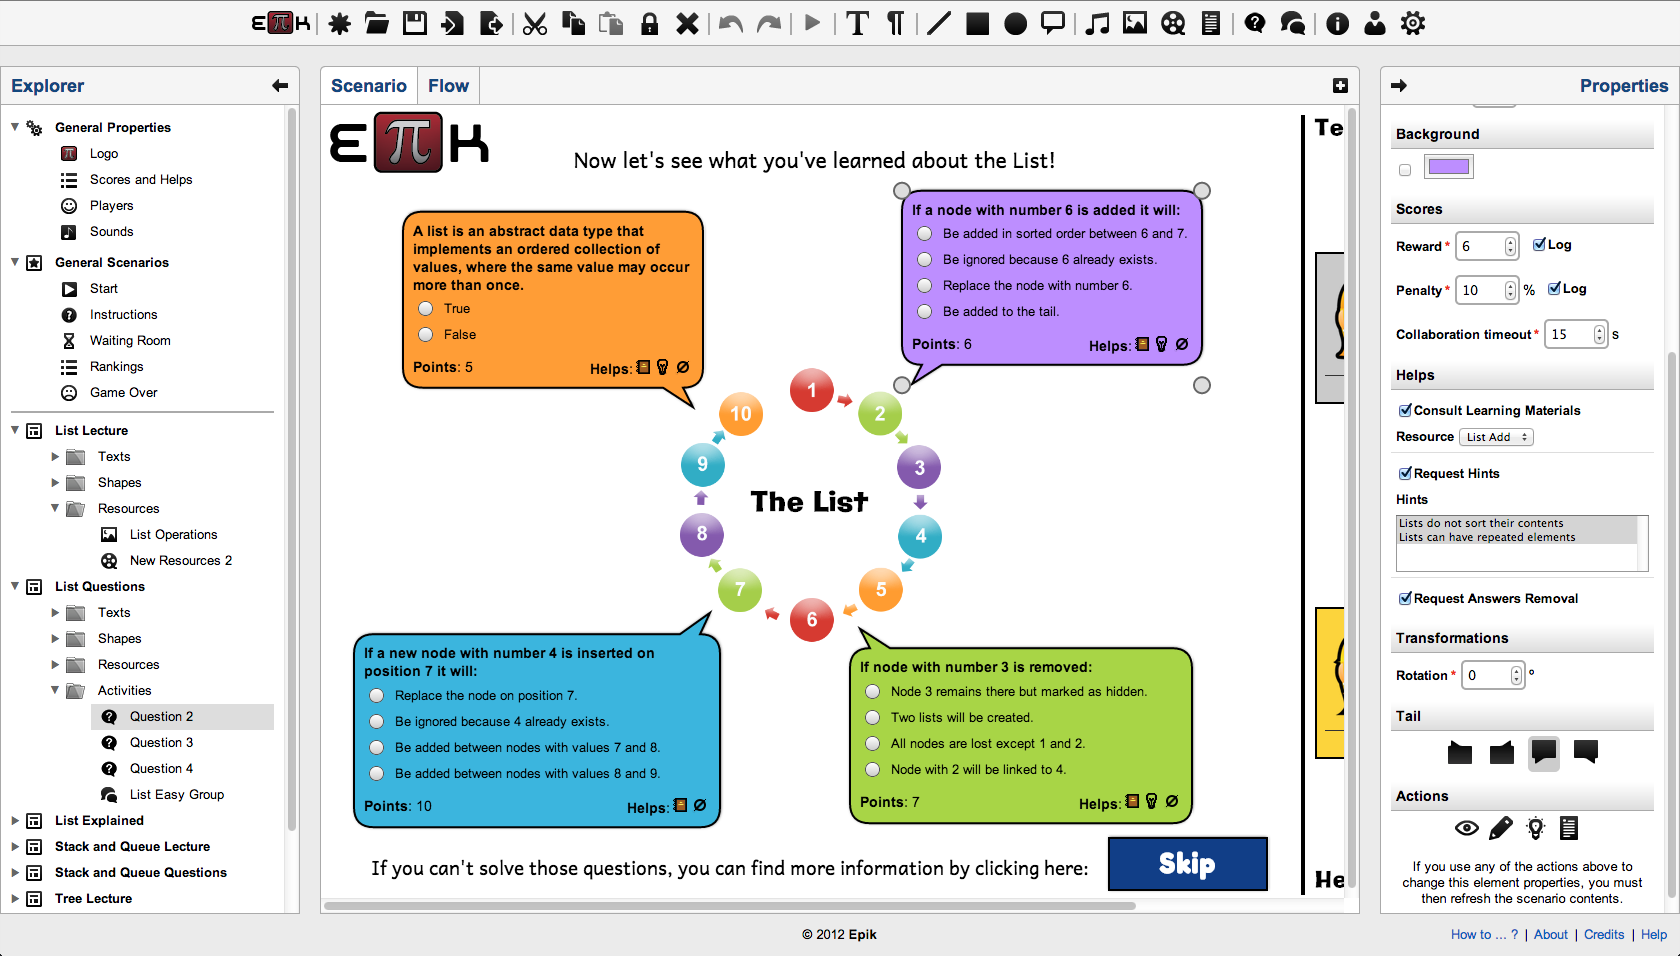 EπK
Explorer
General Properties
Logo
Scores and Helps
Players
Sounds
General Scenarios
Start
Instructions
Waiting Room
Rankings
Game Over
List Lecture
Texts
Shapes
Resources
List Operations
New Resources 2
List Questions
Texts
Shapes
Resources
Activities
Question 2
Question 3
Question 4
List Easy Group
List Explained
Stack and Queue Lecture
Stack and Queue Questions
Tree Lecture
Scenario
Flow
EπK
Now let's see what you've learned about the List!
A list is an abstract data type that
implements an ordered collection of
values, where the same value may occur
more than once.
True
False
Points: 5
Helps:
If a node with number 6 is added it will:
Be added in sorted order between 6 and 7.
Be ignored because 6 already exists.
Replace the node with number 6.
Be added to the tail.
Points: 6
Helps:
1
2
3
4
5
6
7
8
9
10
The List
If a new node with number 4 is inserted on
position 7 it will:
Replace the node on position 7.
Be ignored because 4 already exists.
Be added between nodes with values 7 and 8.
Be added between nodes with values 8 and 9.
Points: 10
Helps:
If node with number 3 is removed:
Node 3 remains there but marked as hidden.
Two lists will be created.
All nodes are lost except 1 and 2.
Node with 2 will be linked to 4.
Points: 7
Helps:
If you can't solve those questions, you can find more information by clicking here:
Skip
Te
He
Properties
Background
Scores
Reward * 6 Log
Penalty * 10 % Log
Collaboration timeout * 15 s
Helps
Consult Learning Materials
Resource List Add
Request Hints
Hints
Lists do not sort their contents
Lists can have repeated elements
Request Answers Removal
Transformations
Rotation * 0 °
Tail
Actions
If you use any of the actions above to
change this element properties, you must
then refresh the scenario contents.
© 2012 Epik
How to ... ? | About | Credits | Help